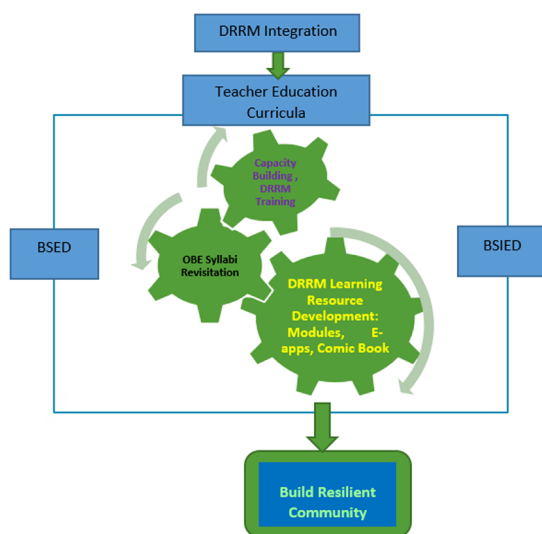 DRRM Integration
Teacher Education
Curricula
Capacity
Building ,
DRRM
Training
BSED
OBE Syllabi
Revisitation
BSIED
DRRM Learning
Resource
Development:
Modules, E-
apps, Comic Book
Build Resilient
Community